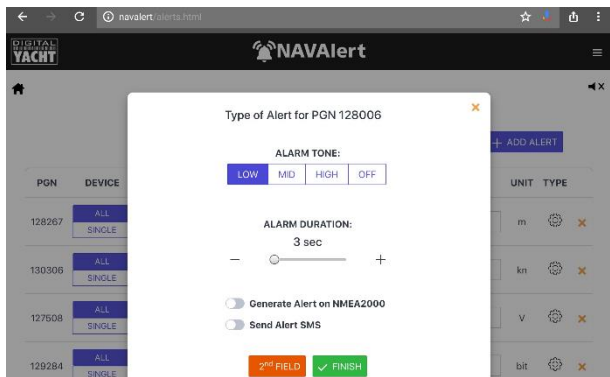 navalert/alerts.html
DIGITAL
YACHT
NAVAlert
Type of Alert for PGN 128006
+ ADD ALERT
ALARM TONE:
LOW MID HIGH OFF
PGN DEVICE UNIT TYPE
ALL
128267 m
SINGLE
ALARM DURATION:
3 sec
− +
ALL
130306 kn
SINGLE
Generate Alert on NMEA2000
ALL
127508 V
Send Alert SMS
SINGLE
ALL
2nd FIELD ✓ FINISH
129284 bit
SINGLE